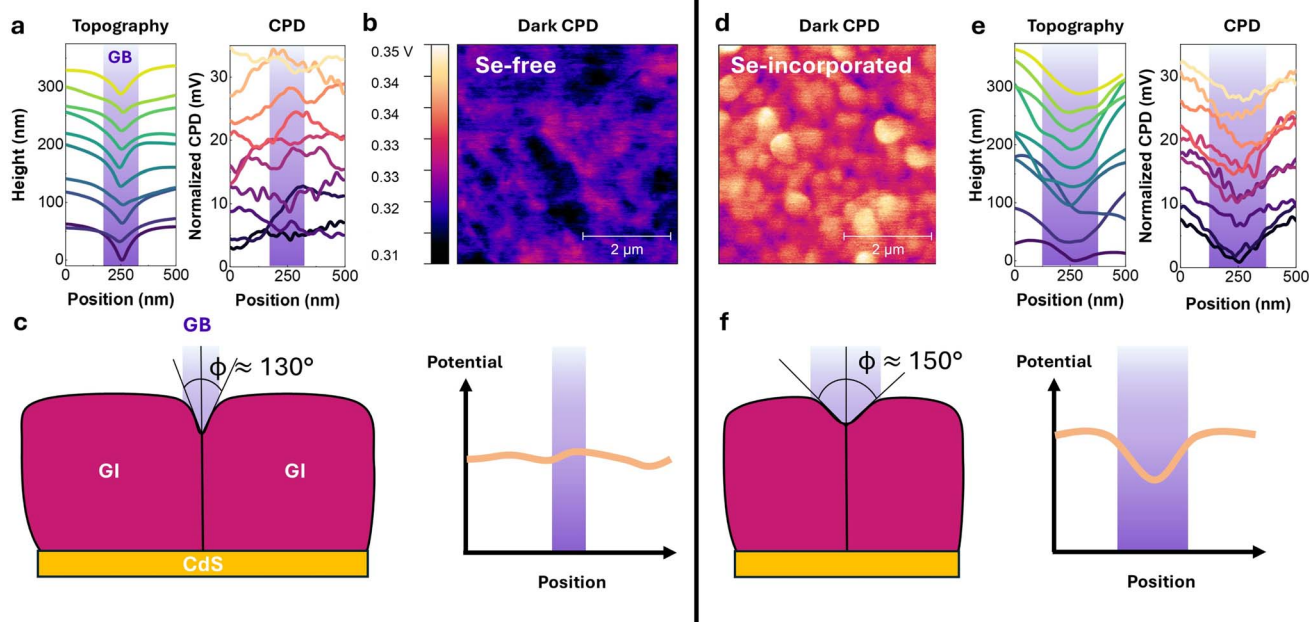 a
Topography
CPD
GB
Height (nm)
300
200
100
0
0
250
500
Position (nm)
Normalized CPD (mV)
30
20
10
0
0
250
500
Position (nm)
b
Dark CPD
0.35 V
0.34
0.34
0.33
0.33
0.32
0.32
0.31
Se-free
2 μm
c
GB
ϕ ≈ 130°
GI
GI
CdS
Potential
Position
d
Dark CPD
Se-incorporated
2 μm
e
Topography
CPD
Height (nm)
300
200
100
0
0
250
500
Position (nm)
Normalized CPD (mV)
30
20
10
0
0
250
500
Position (nm)
f
ϕ ≈ 150°
Potential
Position